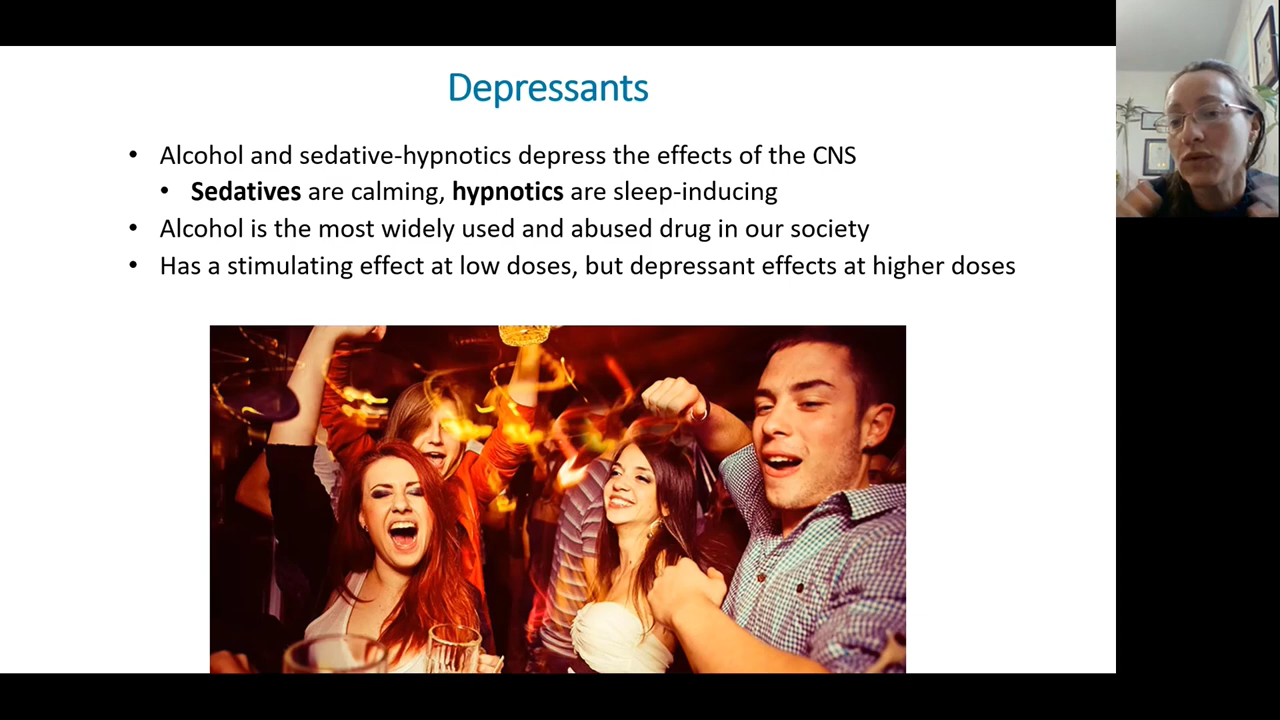 Depressants
• Alcohol and sedative-hypnotics depress the effects of the CNS
• Sedatives are calming, hypnotics are sleep-inducing
• Alcohol is the most widely used and abused drug in our society
• Has a stimulating effect at low doses, but depressant effects at higher doses